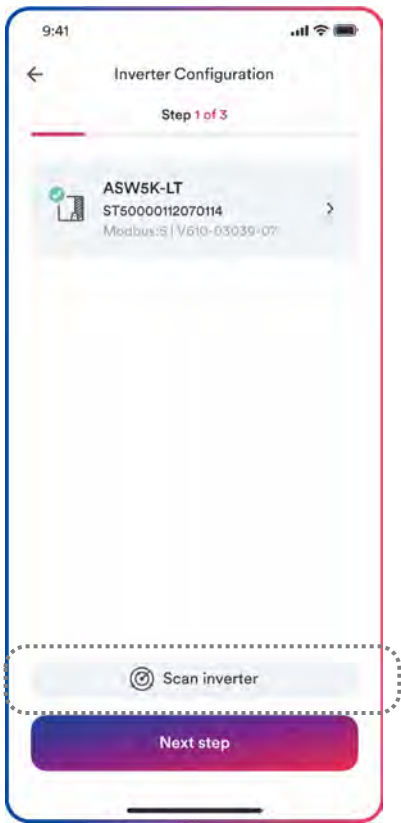 9:41
Inverter Configuration
Step 1 of 3
ASW5K-LT
ST50000112070114
Modbus:5 | V610-03039-07
Scan inverter
Next step